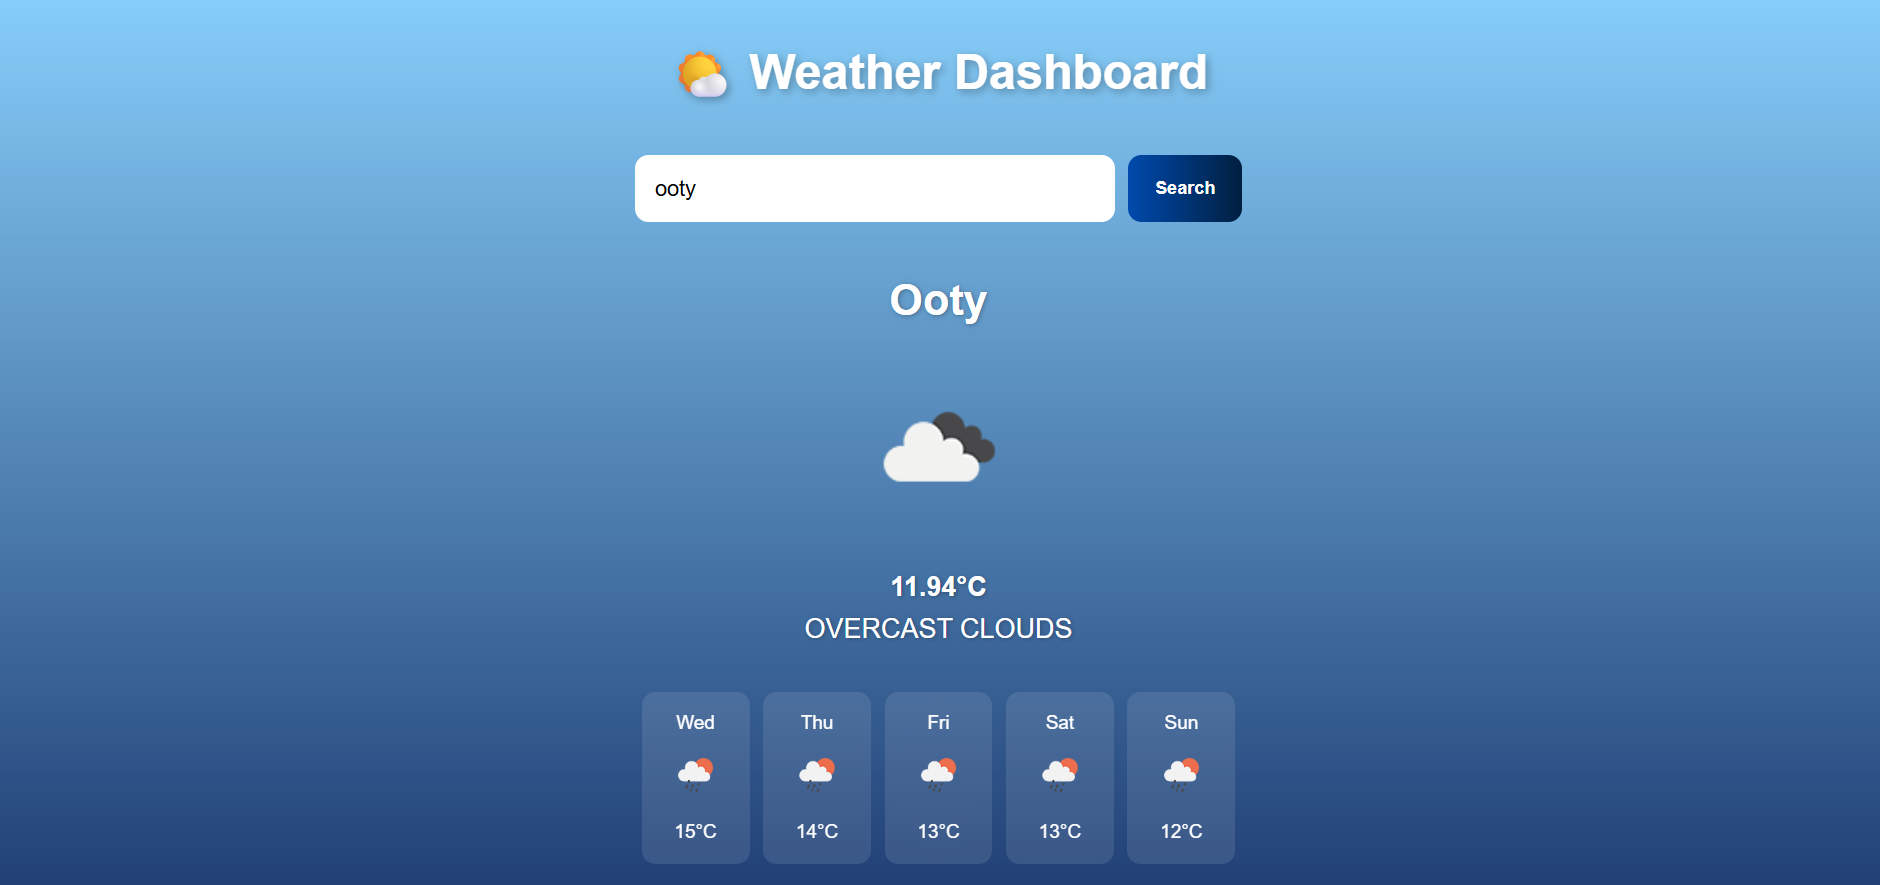 Weather Dashboard
ooty
Search
Ooty
11.94°C
OVERCAST CLOUDS
Wed Thu Fri Sat Sun
15°C 14°C 13°C 13°C 12°C